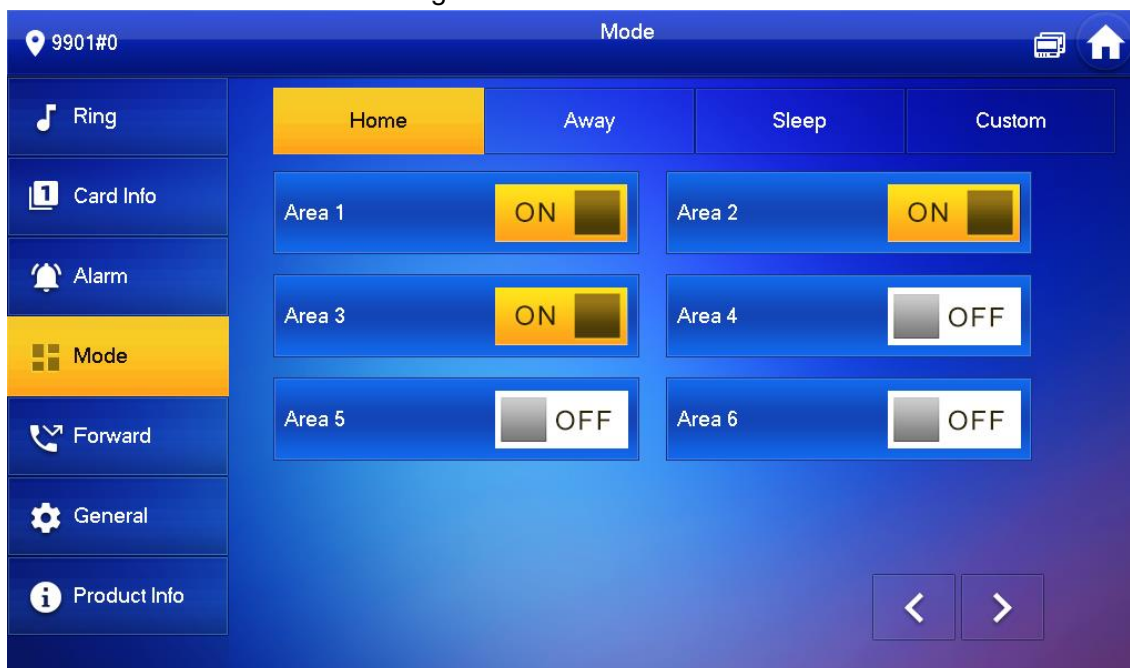 9901#0
Mode
Ring
Card Info
Alarm
Mode
Forward
General
Product Info
Home Away Sleep Custom
Area 1 ON Area 2 ON
Area 3 ON Area 4 OFF
Area 5 OFF Area 6 OFF